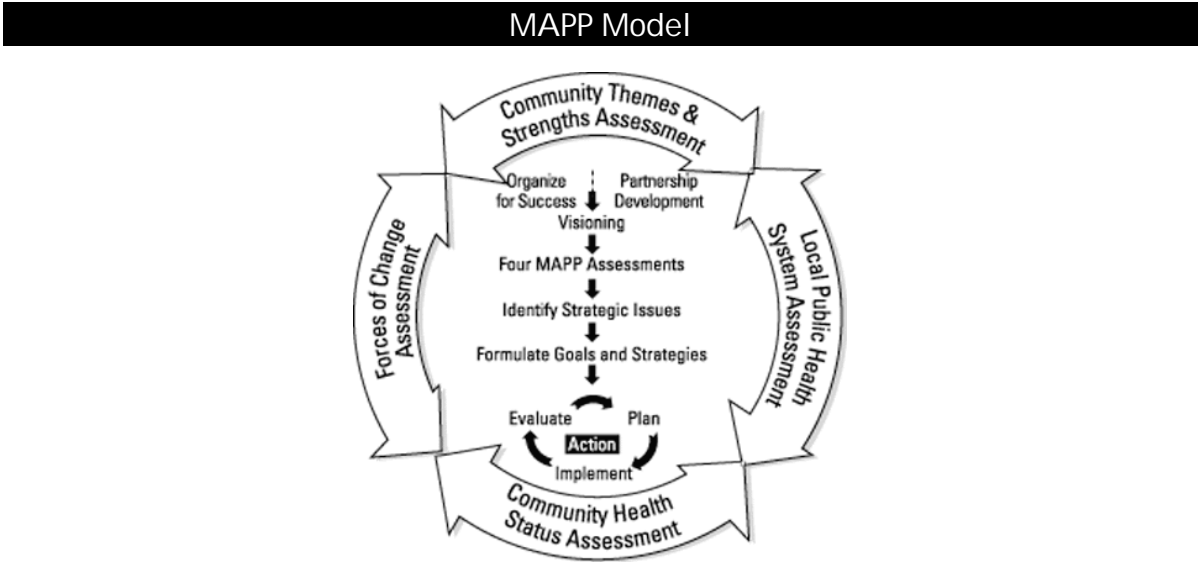 MAPP Model
Community Themes &
Strengths Assessment
Organize
for Success
Partnership
Development
Visioning
Four MAPP Assessments
Identify Strategic Issues
Formulate Goals and Strategies
Evaluate
Plan
Action
Implement
Forces of Change
Assessment
Local Public Health
System Assessment
Community Health
Status Assessment